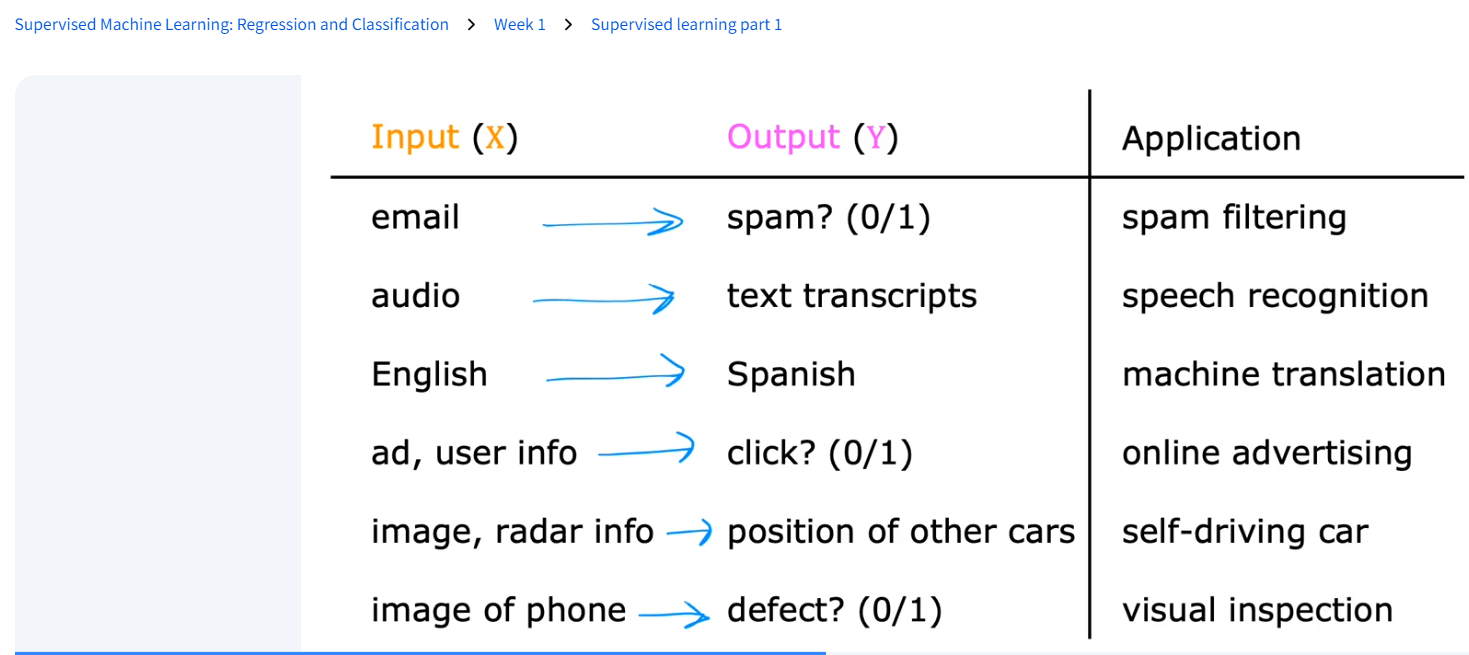 Supervised Machine Learning: Regression and Classification > Week 1 > Supervised learning part 1
Input (X) Output (Y) Application
email spam? (0/1) spam filtering
audio text transcripts speech recognition
English Spanish machine translation
ad, user info click? (0/1) online advertising
image, radar info position of other cars self-driving car
image of phone defect? (0/1) visual inspection